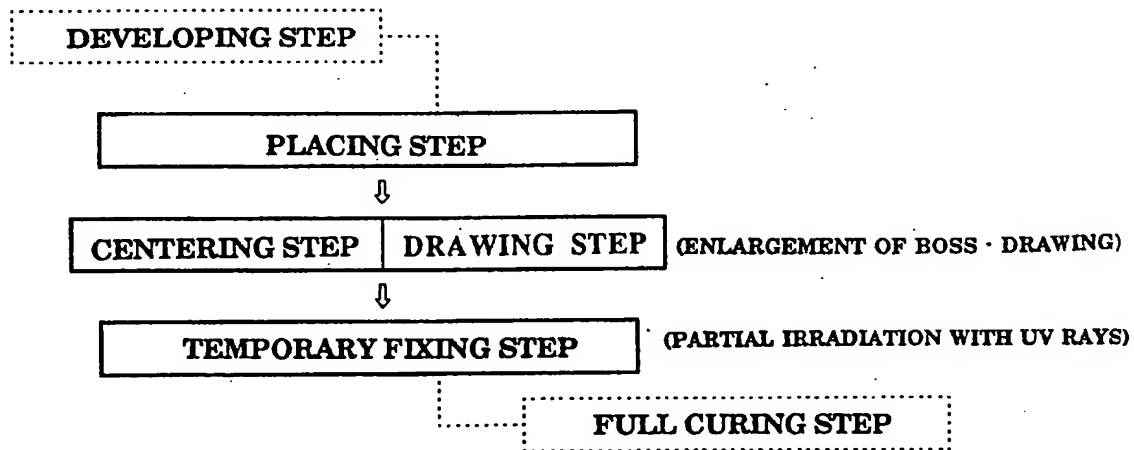 DEVELOPING STEP
PLACING STEP
CENTERING STEP DRAWING STEP (ENLARGEMENT OF BOSS · DRAWING)
TEMPORARY FIXING STEP (PARTIAL IRRADIATION WITH UV RAYS)
FULL CURING STEP